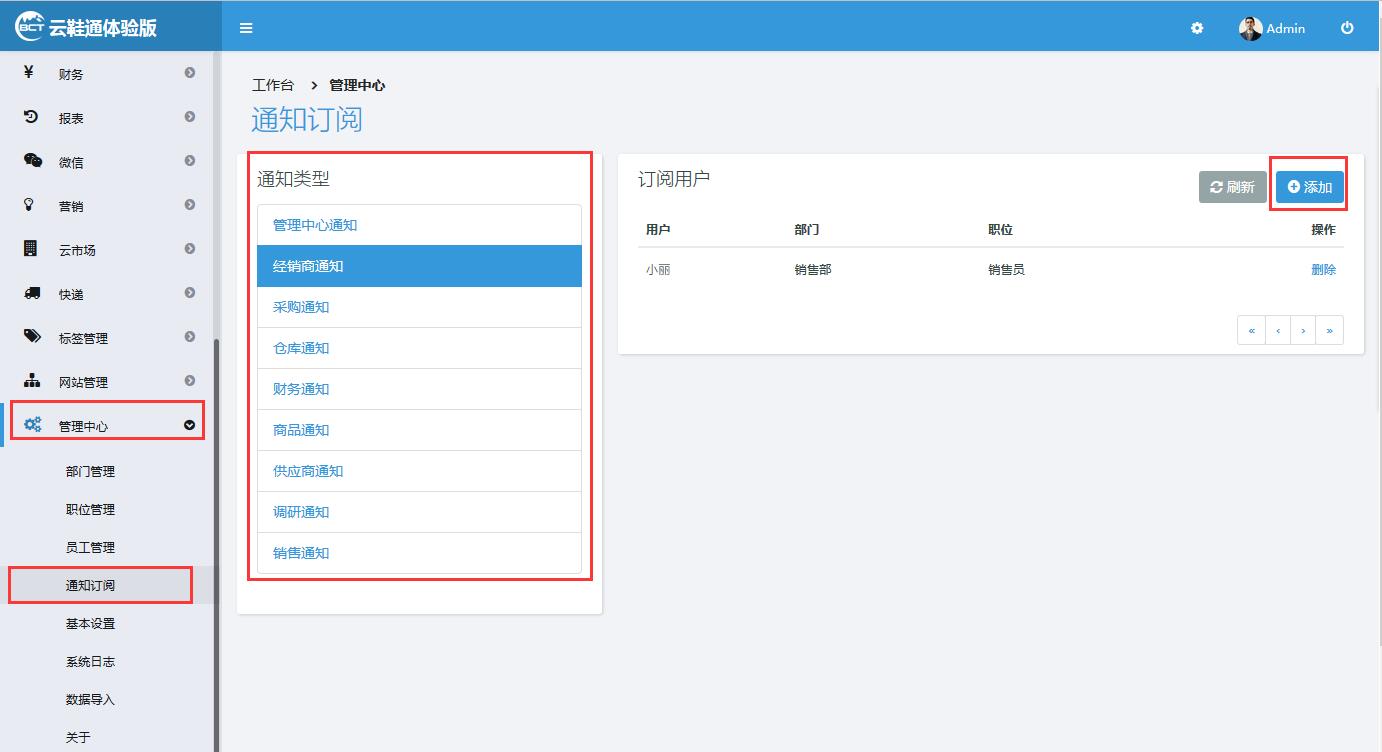 BCT 云鞋通体验版
Admin
财务
报表
微信
营销
云市场
快递
标签管理
网站管理
管理中心
部门管理
职位管理
员工管理
通知订阅
基本设置
系统日志
数据导入
关于
工作台 > 管理中心
通知订阅
通知类型
管理中心通知
经销商通知
采购通知
仓库通知
财务通知
商品通知
供应商通知
调研通知
销售通知
订阅用户
刷新 添加
用户 部门 职位 操作
小丽 销售部 销售员 删除
« ‹ › »